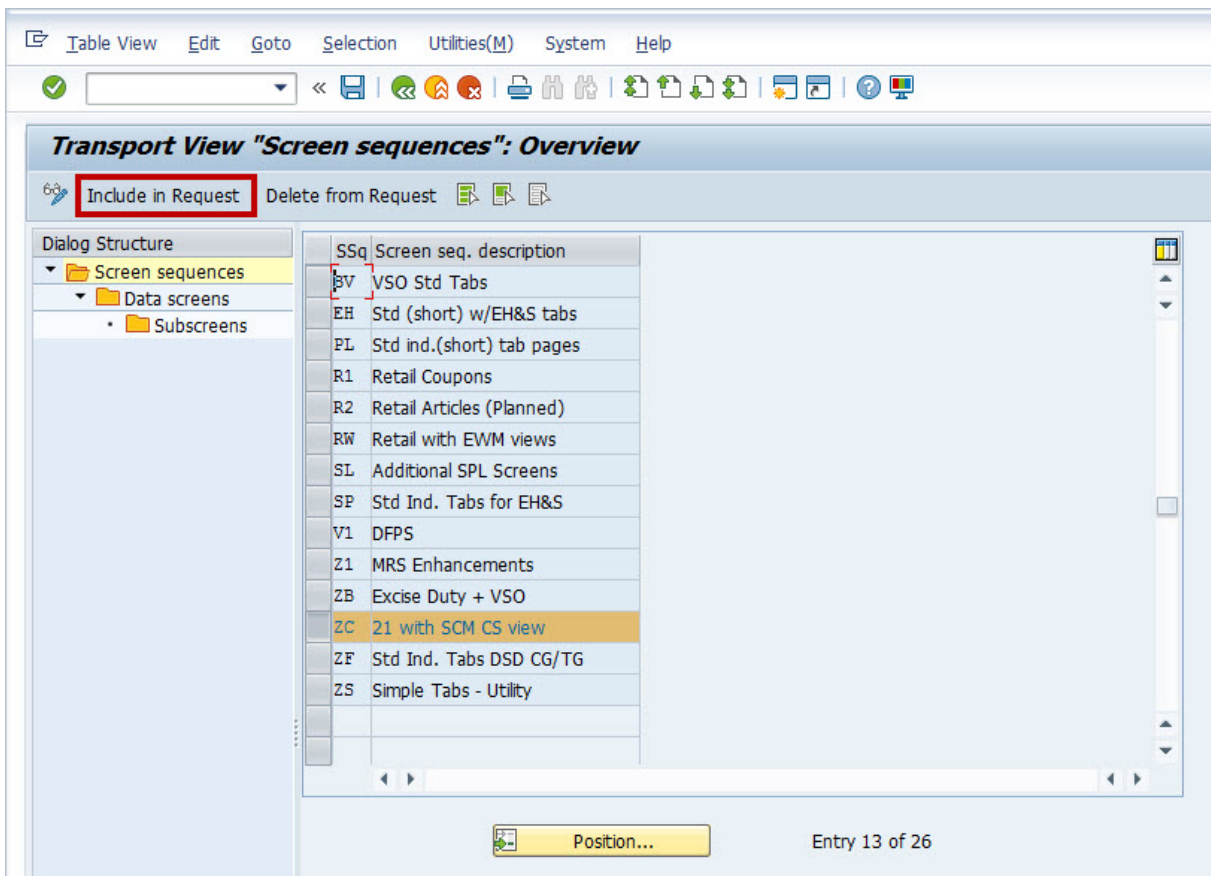 Table View Edit Goto Selection Utilities(M) System Help
Transport View "Screen sequences": Overview
Include in Request Delete from Request
Dialog Structure
Screen sequences
Data screens
Subscreens
SSq Screen seq. description
BV VSO Std Tabs
EH Std (short) w/EH&S tabs
PL Std ind.(short) tab pages
R1 Retail Coupons
R2 Retail Articles (Planned)
RW Retail with EWM views
SL Additional SPL Screens
SP Std Ind. Tabs for EH&S
V1 DFPS
Z1 MRS Enhancements
ZB Excise Duty + VSO
ZC 21 with SCM CS view
ZF Std Ind. Tabs DSD CG/TG
ZS Simple Tabs - Utility
Position... Entry 13 of 26